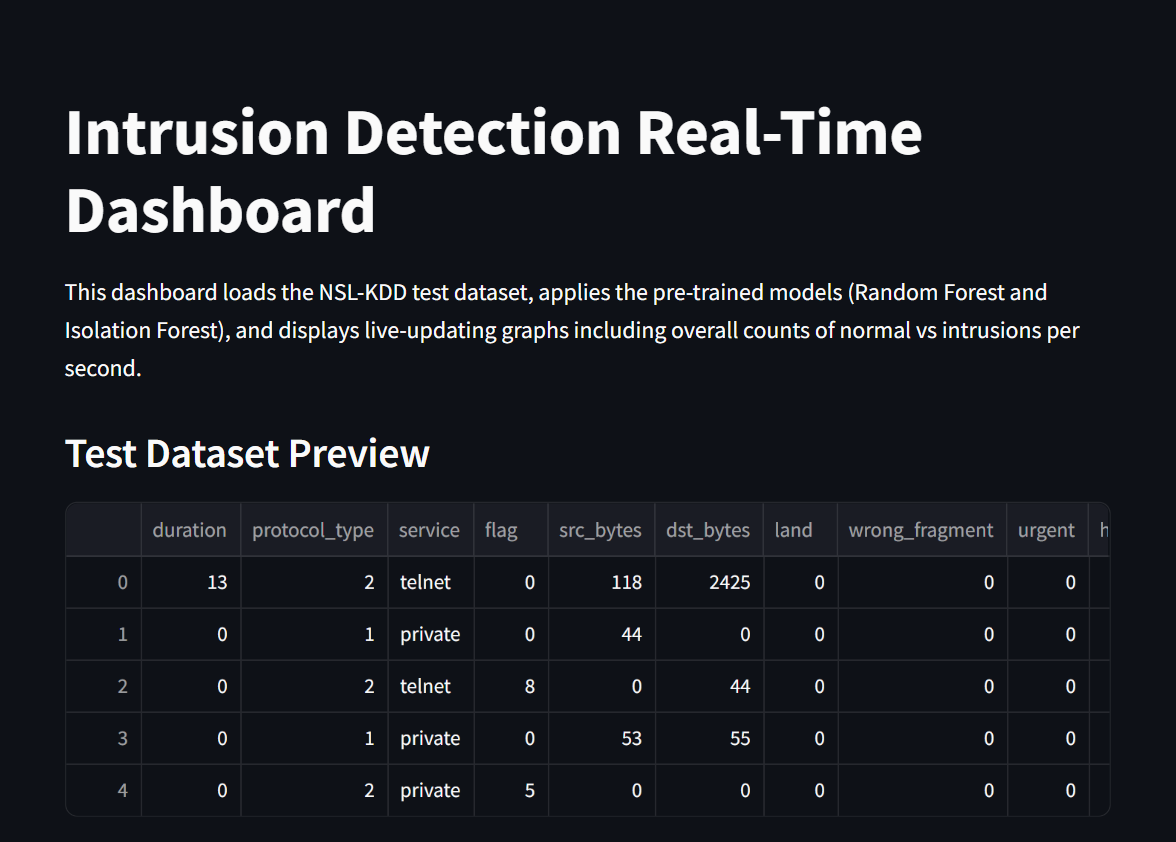 Intrusion Detection Real-Time
Dashboard
This dashboard loads the NSL-KDD test dataset, applies the pre-trained models (Random Forest and
Isolation Forest), and displays live-updating graphs including overall counts of normal vs intrusions per
second.
Test Dataset Preview
duration protocol_type service flag src_bytes dst_bytes land wrong_fragment urgent h
0 13 2 telnet 0 118 2425 0 0 0
1 0 1 private 0 44 0 0 0 0
2 0 2 telnet 8 0 44 0 0 0
3 0 1 private 0 53 55 0 0 0
4 0 2 private 5 0 0 0 0 0